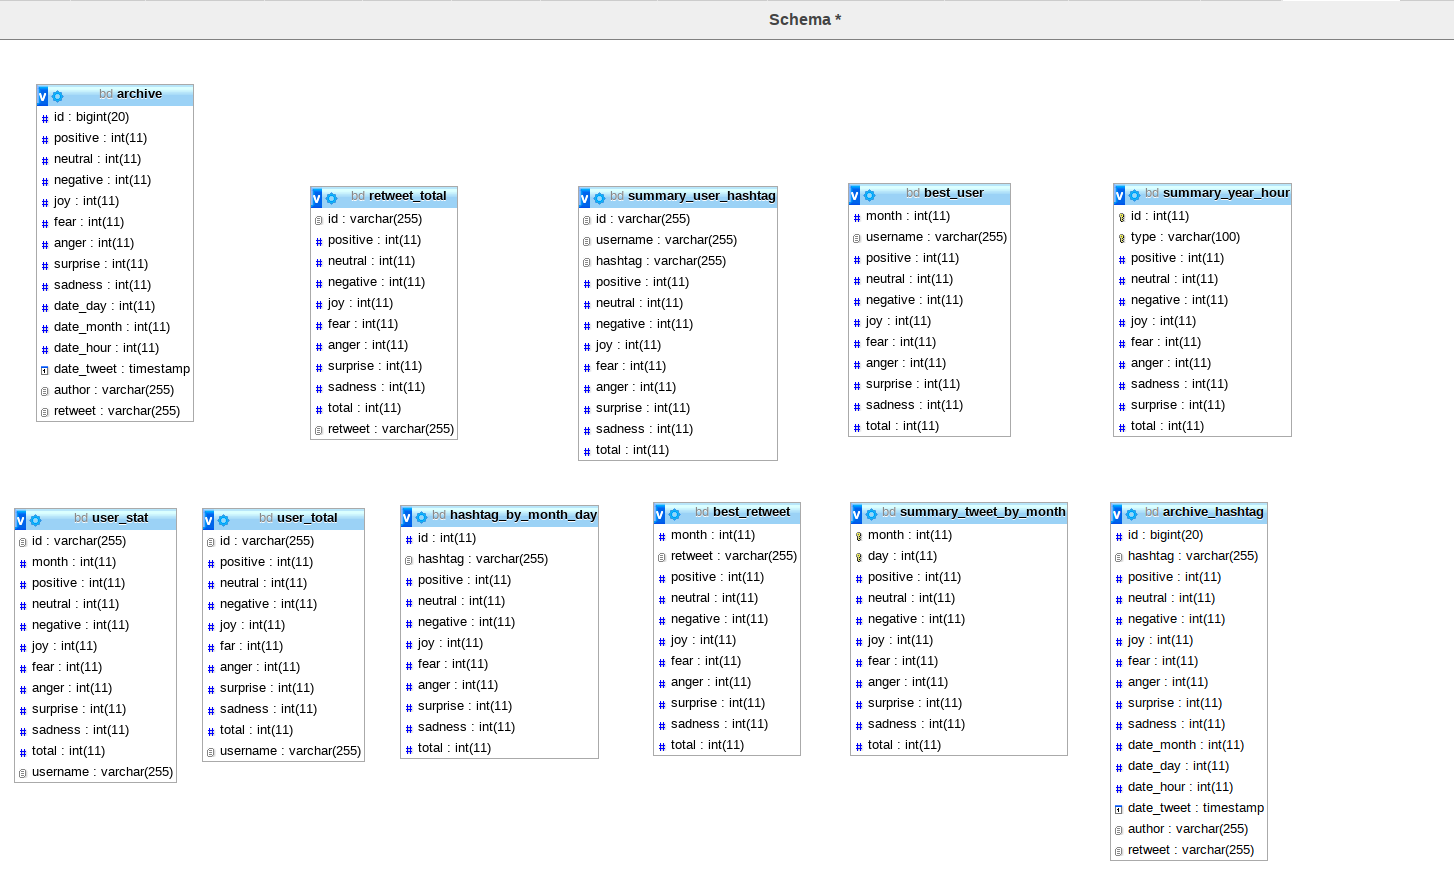 Schema *
v bd archive
# id : bigint(20)
# positive : int(11)
# neutral : int(11)
# negative : int(11)
# joy : int(11)
# fear : int(11)
# anger : int(11)
# surprise : int(11)
# sadness : int(11)
# date_day : int(11)
# date_month : int(11)
# date_hour : int(11)
date_tweet : timestamp
author : varchar(255)
retweet : varchar(255)
v bd retweet_total
id : varchar(255)
# positive : int(11)
# neutral : int(11)
# negative : int(11)
# joy : int(11)
# fear : int(11)
# anger : int(11)
# surprise : int(11)
# sadness : int(11)
# total : int(11)
retweet : varchar(255)
v bd summary_user_hashtag
id : varchar(255)
username : varchar(255)
hashtag : varchar(255)
# positive : int(11)
# neutral : int(11)
# negative : int(11)
# joy : int(11)
# fear : int(11)
# anger : int(11)
# surprise : int(11)
# sadness : int(11)
# total : int(11)
v bd best_user
# month : int(11)
username : varchar(255)
# positive : int(11)
# neutral : int(11)
# negative : int(11)
# joy : int(11)
# fear : int(11)
# anger : int(11)
# surprise : int(11)
# sadness : int(11)
# total : int(11)
v bd summary_year_hour
id : int(11)
type : varchar(100)
# positive : int(11)
# neutral : int(11)
# negative : int(11)
# joy : int(11)
# fear : int(11)
# anger : int(11)
# sadness : int(11)
# surprise : int(11)
# total : int(11)
v bd user_stat
id : varchar(255)
# month : int(11)
# positive : int(11)
# neutral : int(11)
# negative : int(11)
# joy : int(11)
# fear : int(11)
# anger : int(11)
# surprise : int(11)
# sadness : int(11)
# total : int(11)
username : varchar(255)
v bd user_total
id : varchar(255)
# positive : int(11)
# neutral : int(11)
# negative : int(11)
# joy : int(11)
# far : int(11)
# anger : int(11)
# surprise : int(11)
# sadness : int(11)
# total : int(11)
username : varchar(255)
v bd hashtag_by_month_day
# id : int(11)
hashtag : varchar(255)
# positive : int(11)
# neutral : int(11)
# negative : int(11)
# joy : int(11)
# fear : int(11)
# anger : int(11)
# surprise : int(11)
# sadness : int(11)
# total : int(11)
v bd best_retweet
# month : int(11)
retweet : varchar(255)
# positive : int(11)
# neutral : int(11)
# negative : int(11)
# joy : int(11)
# fear : int(11)
# anger : int(11)
# surprise : int(11)
# sadness : int(11)
# total : int(11)
v bd summary_tweet_by_month
month : int(11)
day : int(11)
# positive : int(11)
# neutral : int(11)
# negative : int(11)
# joy : int(11)
# fear : int(11)
# anger : int(11)
# surprise : int(11)
# sadness : int(11)
# total : int(11)
v bd archive_hashtag
# id : bigint(20)
hashtag : varchar(255)
# positive : int(11)
# neutral : int(11)
# negative : int(11)
# joy : int(11)
# fear : int(11)
# anger : int(11)
# surprise : int(11)
# sadness : int(11)
# date_month : int(11)
# date_day : int(11)
# date_hour : int(11)
date_tweet : timestamp
author : varchar(255)
retweet : varchar(255)